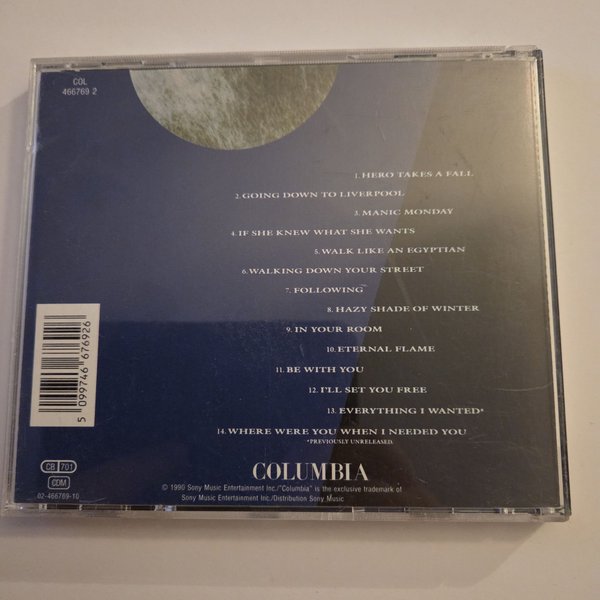 COL
466769 2
1. HERO TAKES A FALL
2. GOING DOWN TO LIVERPOOL
3. MANIC MONDAY
4. IF SHE KNEW WHAT SHE WANTS
5. WALK LIKE AN EGYPTIAN
6. WALKING DOWN YOUR STREET
7. FOLLOWING
8. HAZY SHADE OF WINTER
9. IN YOUR ROOM
10. ETERNAL FLAME
11. BE WITH YOU
12. I'LL SET YOU FREE
13. EVERYTHING I WANTED*
14. WHERE WERE YOU WHEN I NEEDED YOU
*PREVIOUSLY UNRELEASED.
5 099746 676926
CB 701
CDM
02-466769-10
COLUMBIA
© 1990 Sony Music Entertainment Inc./"Columbia" is the exclusive trademark of
Sony Music Entertainment Inc./Distribution Sony Music